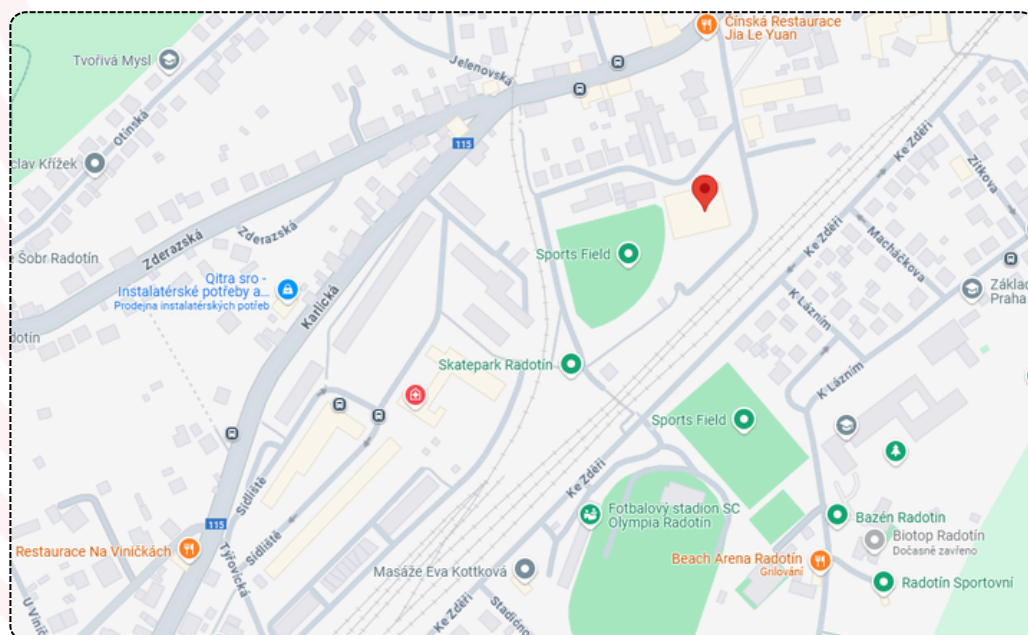 Čínská Restaurace
Jia Le Yuan
Tvořivá Mysl
Jelenovská
Otínská
clav Křížek
115
Ke Zděři
Zítkova
Ke Zděři
Macháčkova
Šobr Radotín
Zderazská
Zderazská
Sports Field
Qitra sro -
Instalatérské potřeby a...
Prodejna instalatérských potřeb
Karlická
Základ
Praha
K Lázním
dotín
Skatepark Radotín
K Lázním
Sports Field
Ke Zděři
Sídliště
Fotbalový stadion SC
Olympia Radotín
Bazén Radotín
115
Biotop Radotín
Dočasně zavřeno
Restaurace Na Viničkách
Sídliště
Týřovická
Beach Arena Radotín
Grilování
Masáže Eva Kottková
Radotín Sportovní
U Vinič
Ke Zděři
Stadióno